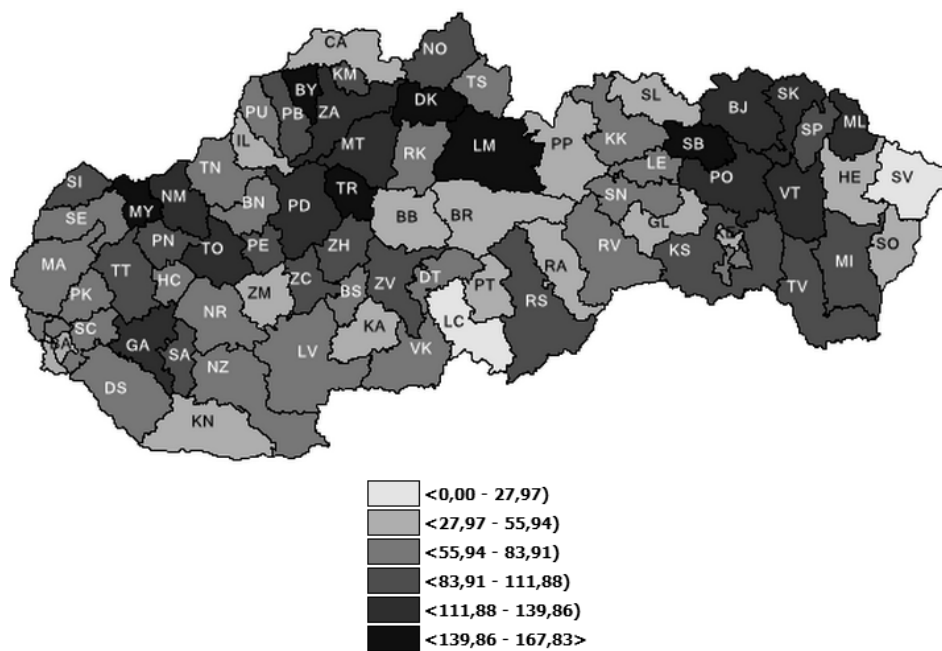 CA
NO
KM
TS
BY
PU
PB
ZA
DK
SL
BJ
SK
SP
ML
IL
MT
RK
LM
PP
KK
SB
LE
PO
VT
HE
SV
TN
BN
PD
TR
SI
MY
NM
SE
SN
BB
BR
GL
PN
TO
PE
ZH
RV
KS
SO
MA
TT
HC
ZM
ZC
BS
ZV
DT
PT
RA
RS
TV
MI
PK
NR
SC
GA
SA
KA
LC
BA
LV
VK
NZ
DS
KN
<0,00 - 27,97)
<27,97 - 55,94)
<55,94 - 83,91)
<83,91 - 111,88)
<111,88 - 139,86)
<139,86 - 167,83>